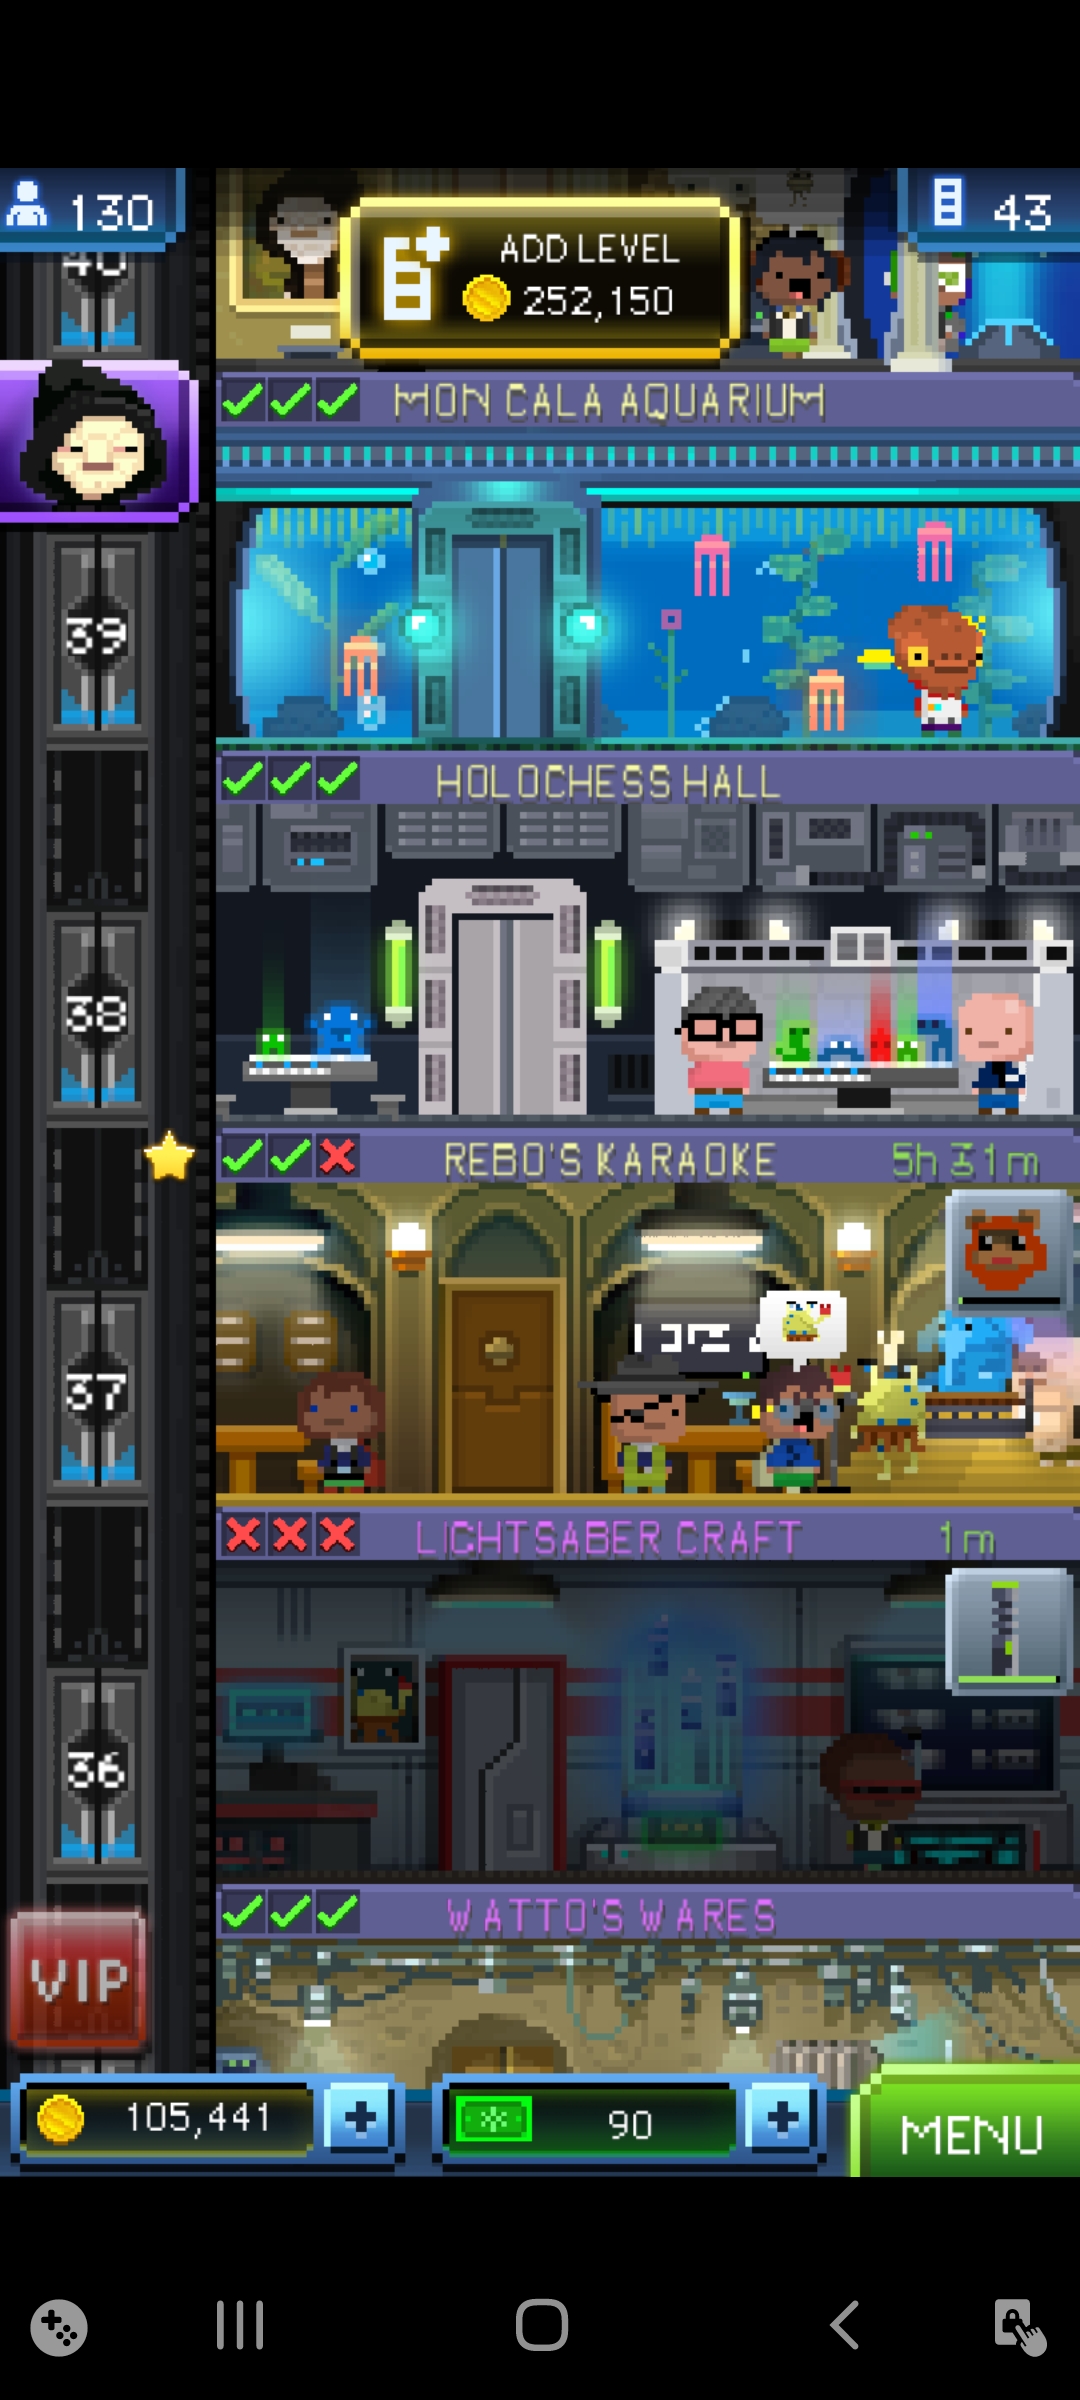 130
ADD LEVEL
252,150
43
40
MON CALA AQUARIUM
39
HOLOCHESS HALL
38
REBO'S KARAOKE
5h 31m
37
LIGHTSABER CRAFT
1m
36
WATTO'S WARES
VIP
105,441
+
90
+
MENU